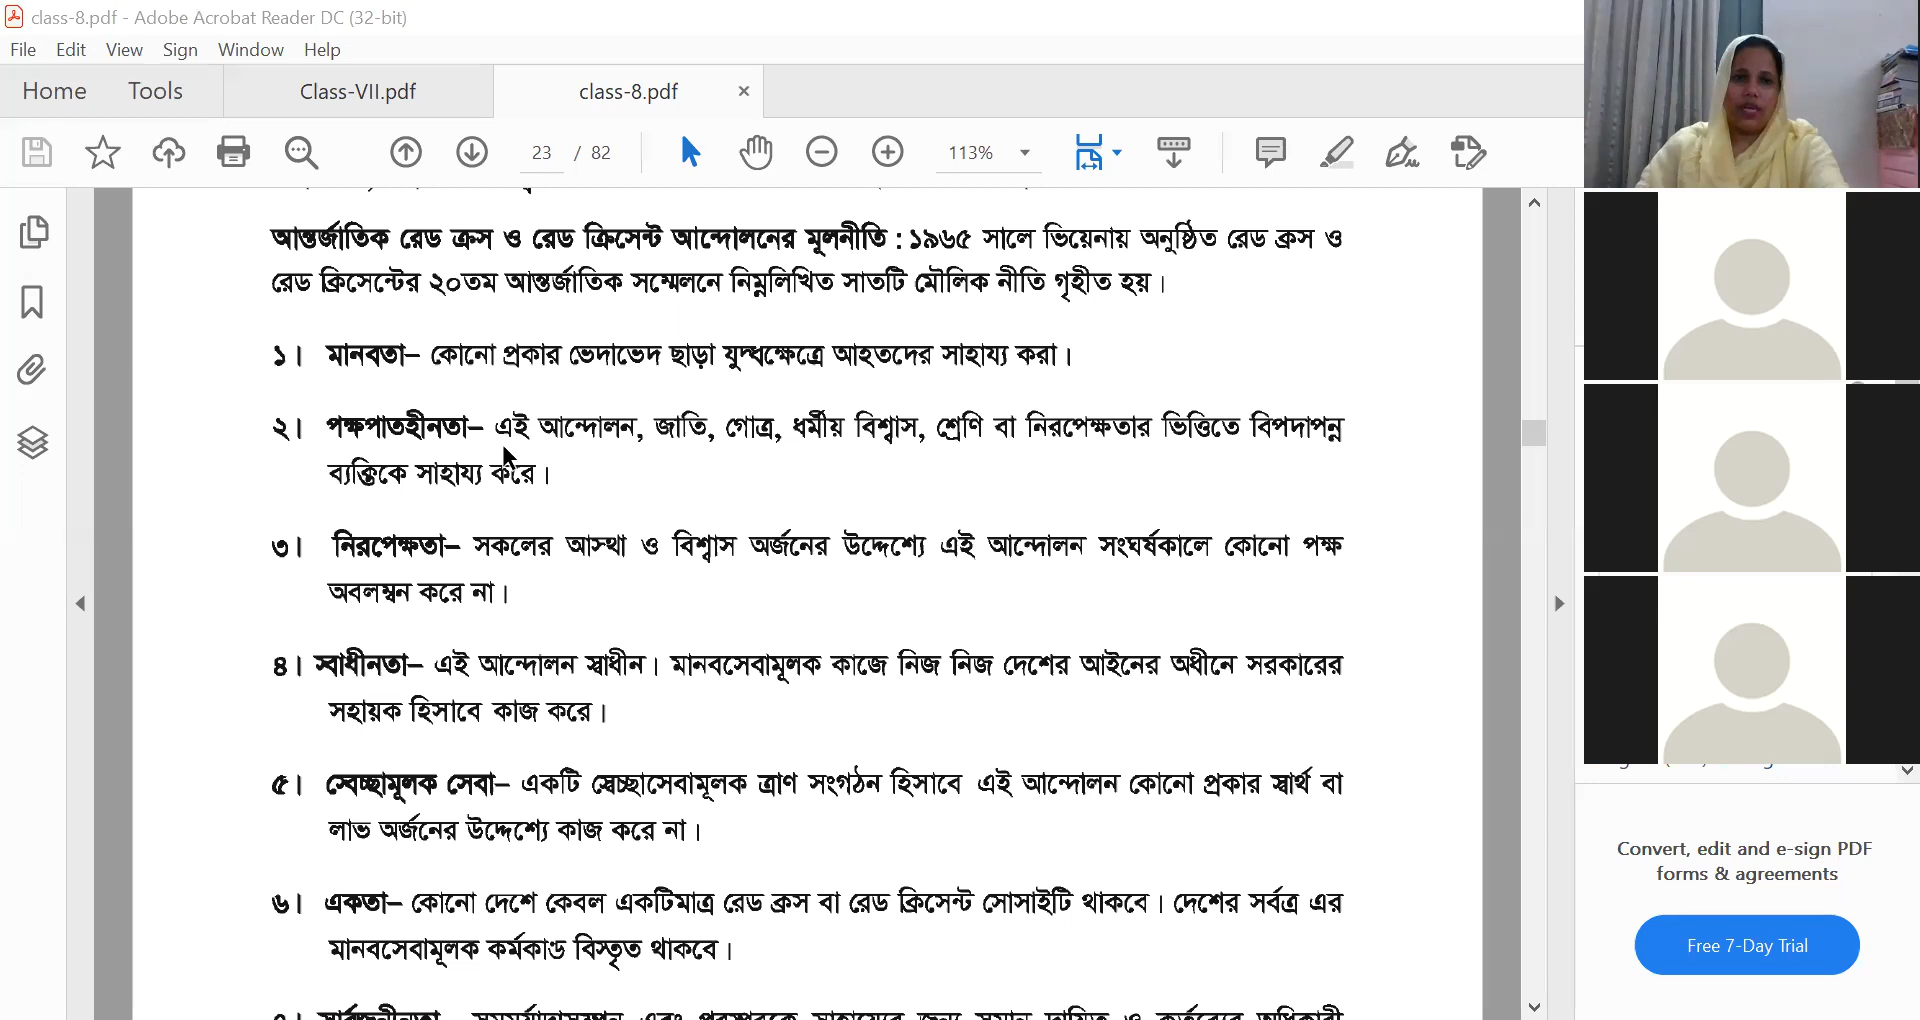 class-8.pdf - Adobe Acrobat Reader DC (32-bit)
File Edit View Sign Window Help
Home Tools Class-VII.pdf class-8.pdf
23 / 82 113%
আন্তর্জাতিক রেড ক্রস ও রেড ক্রিসেন্ট আন্দোলনের মূলনীতি : ১৯৬৫ সালে ভিয়েনায় অনুষ্ঠিত রেড ক্রস ও
রেড ক্রিসেন্টের ২০তম আন্তর্জাতিক সম্মেলনে নিম্নলিখিত সাতটি মৌলিক নীতি গৃহীত হয়।
১। মানবতা– কোনো প্রকার ভেদাভেদ ছাড়া যুদ্ধক্ষেত্রে আহতদের সাহায্য করা।
২। পক্ষপাতহীনতা– এই আন্দোলন, জাতি, গোত্র, ধর্মীয় বিশ্বাস, শ্রেণি বা নিরপেক্ষতার ভিত্তিতে বিপদাপন্ন
ব্যক্তিকে সাহায্য করে।
৩। নিরপেক্ষতা– সকলের আস্থা ও বিশ্বাস অর্জনের উদ্দেশ্যে এই আন্দোলন সংঘর্ষকালে কোনো পক্ষ
অবলম্বন করে না।
৪। স্বাধীনতা– এই আন্দোলন স্বাধীন। মানবসেবামূলক কাজে নিজ নিজ দেশের আইনের অধীনে সরকারের
সহায়ক হিসাবে কাজ করে।
৫। স্বেচ্ছামূলক সেবা– একটি স্বেচ্ছাসেবামূলক ত্রাণ সংগঠন হিসাবে এই আন্দোলন কোনো প্রকার স্বার্থ বা
লাভ অর্জনের উদ্দেশ্যে কাজ করে না।
৬। একতা– কোনো দেশে কেবল একটিমাত্র রেড ক্রস বা রেড ক্রিসেন্ট সোসাইটি থাকবে। দেশের সর্বত্র এর
মানবসেবামূলক কর্মকাণ্ড বিস্তৃত থাকবে।
Convert, edit and e-sign PDF
forms & agreements
Free 7-Day Trial